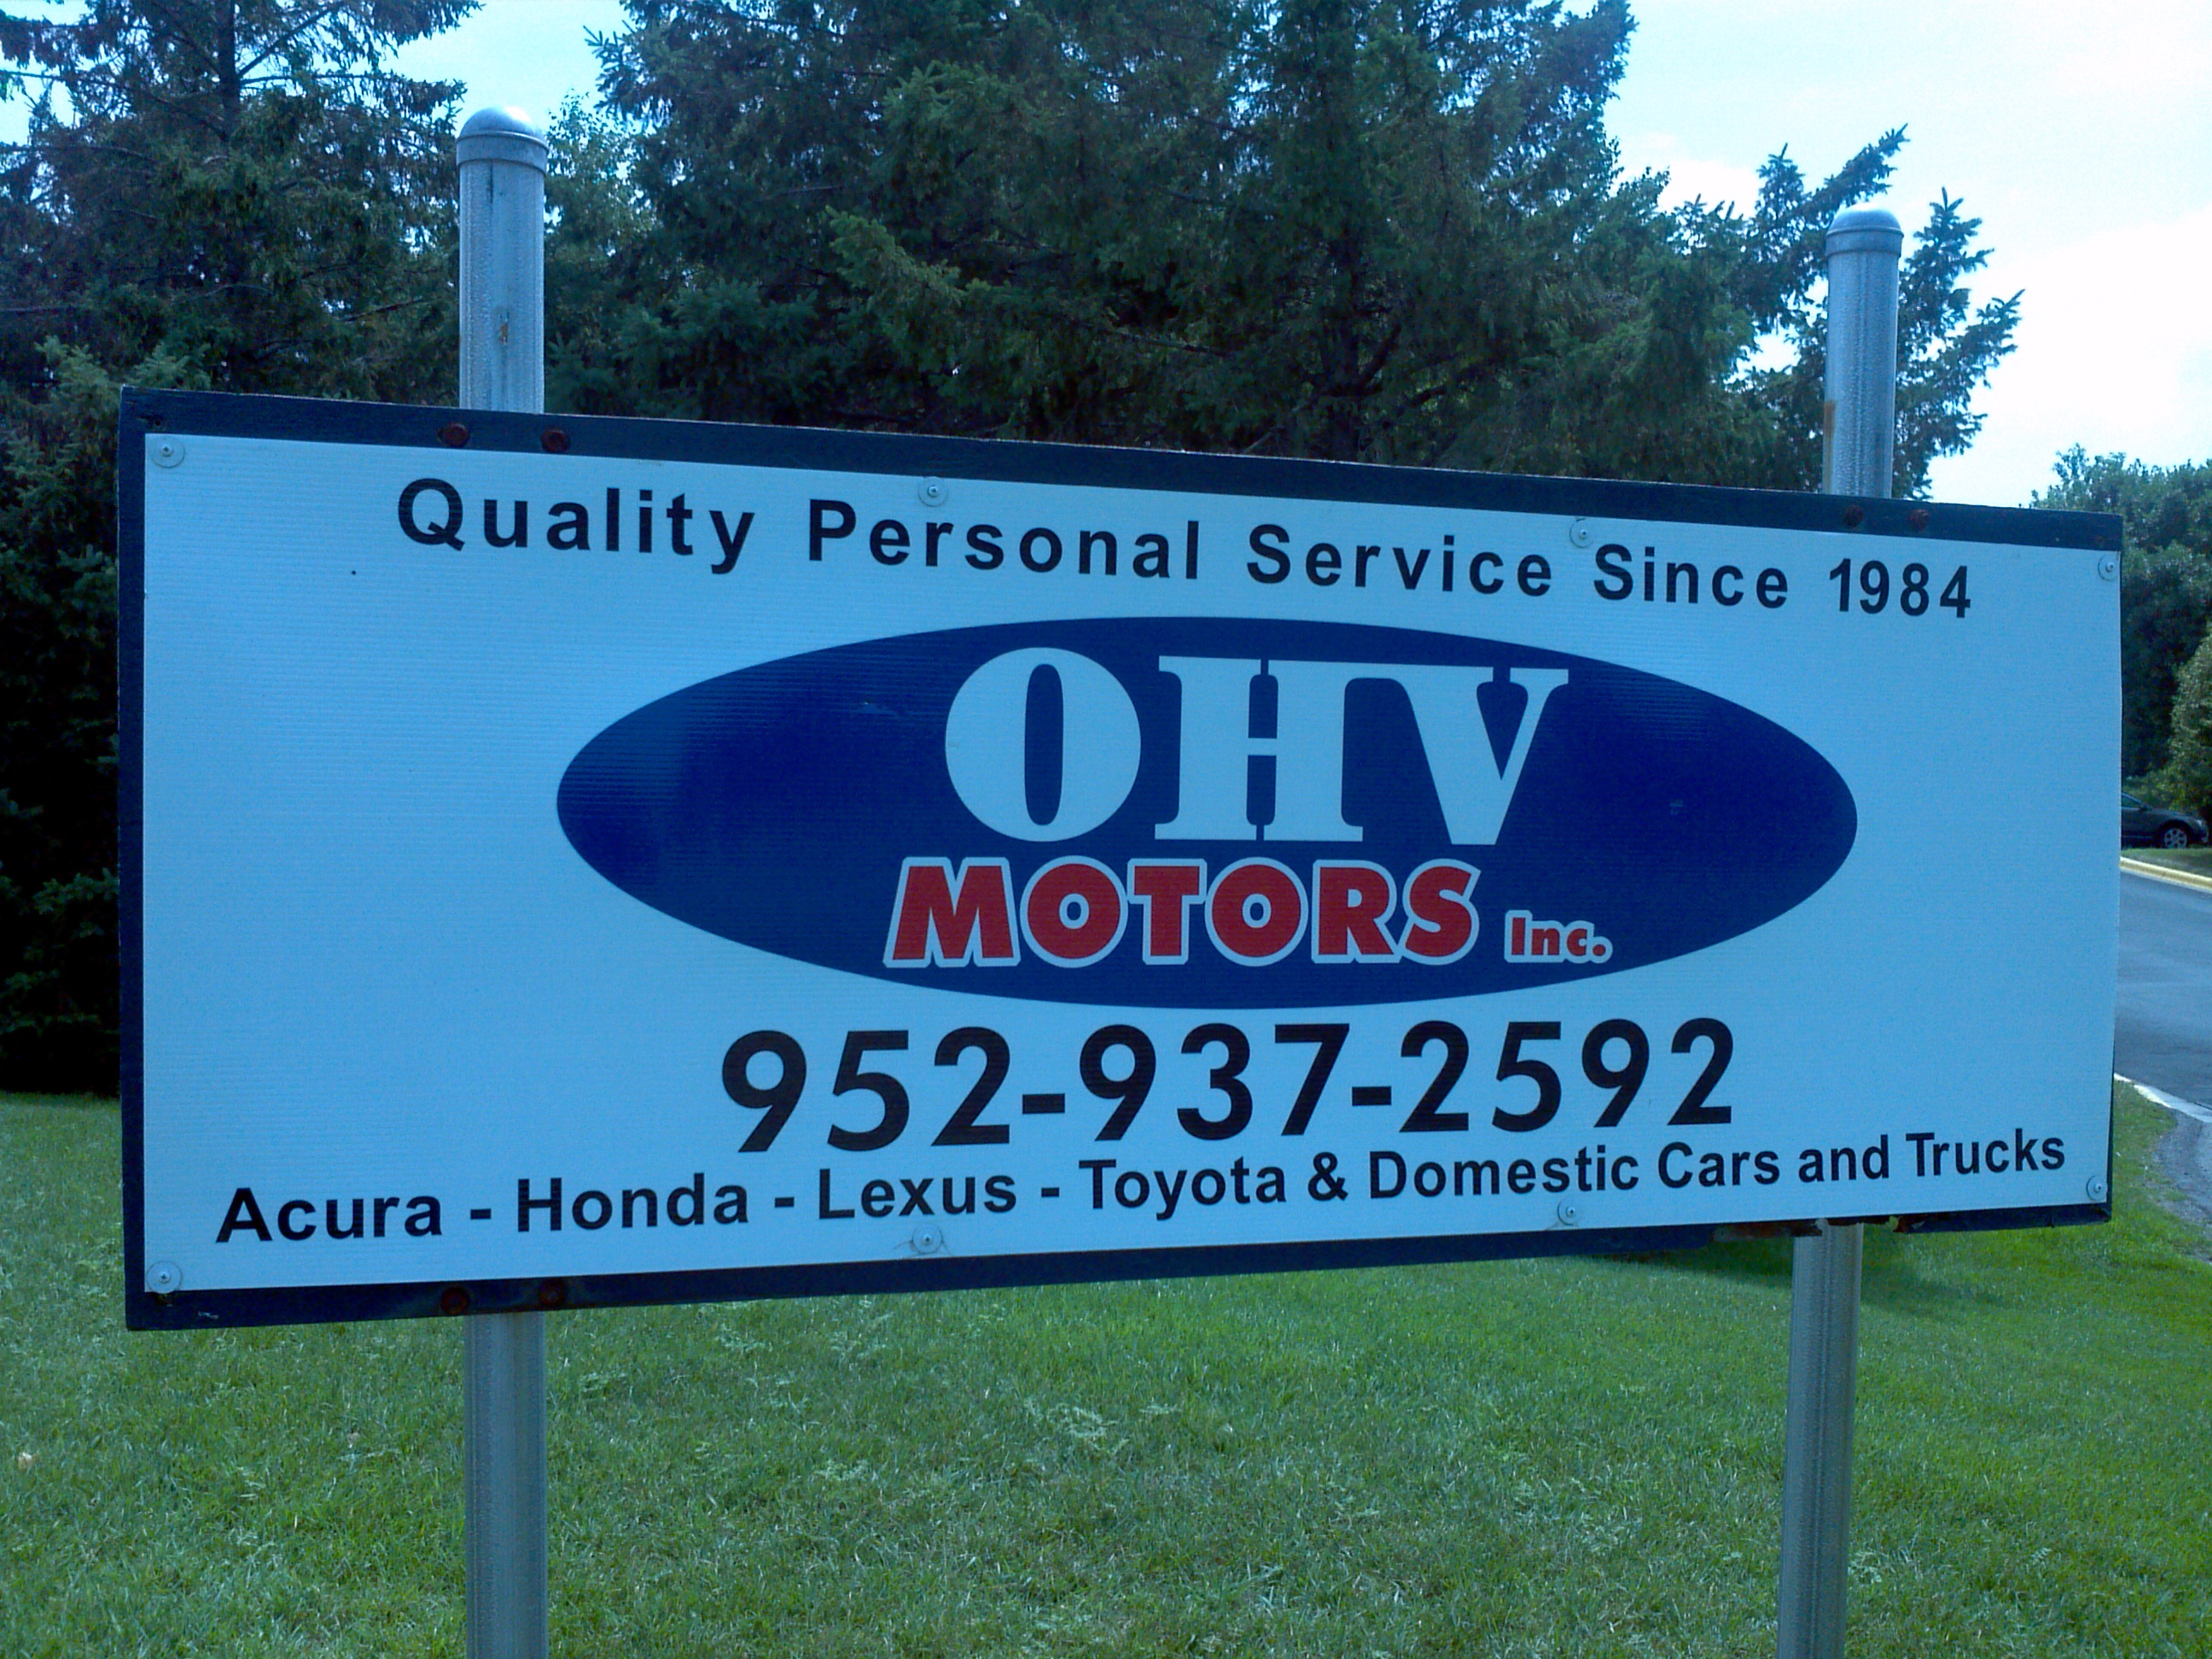 Quality Personal Service Since 1984
OHV
MOTORS Inc.
952-937-2592
Acura - Honda - Lexus - Toyota & Domestic Cars and Trucks